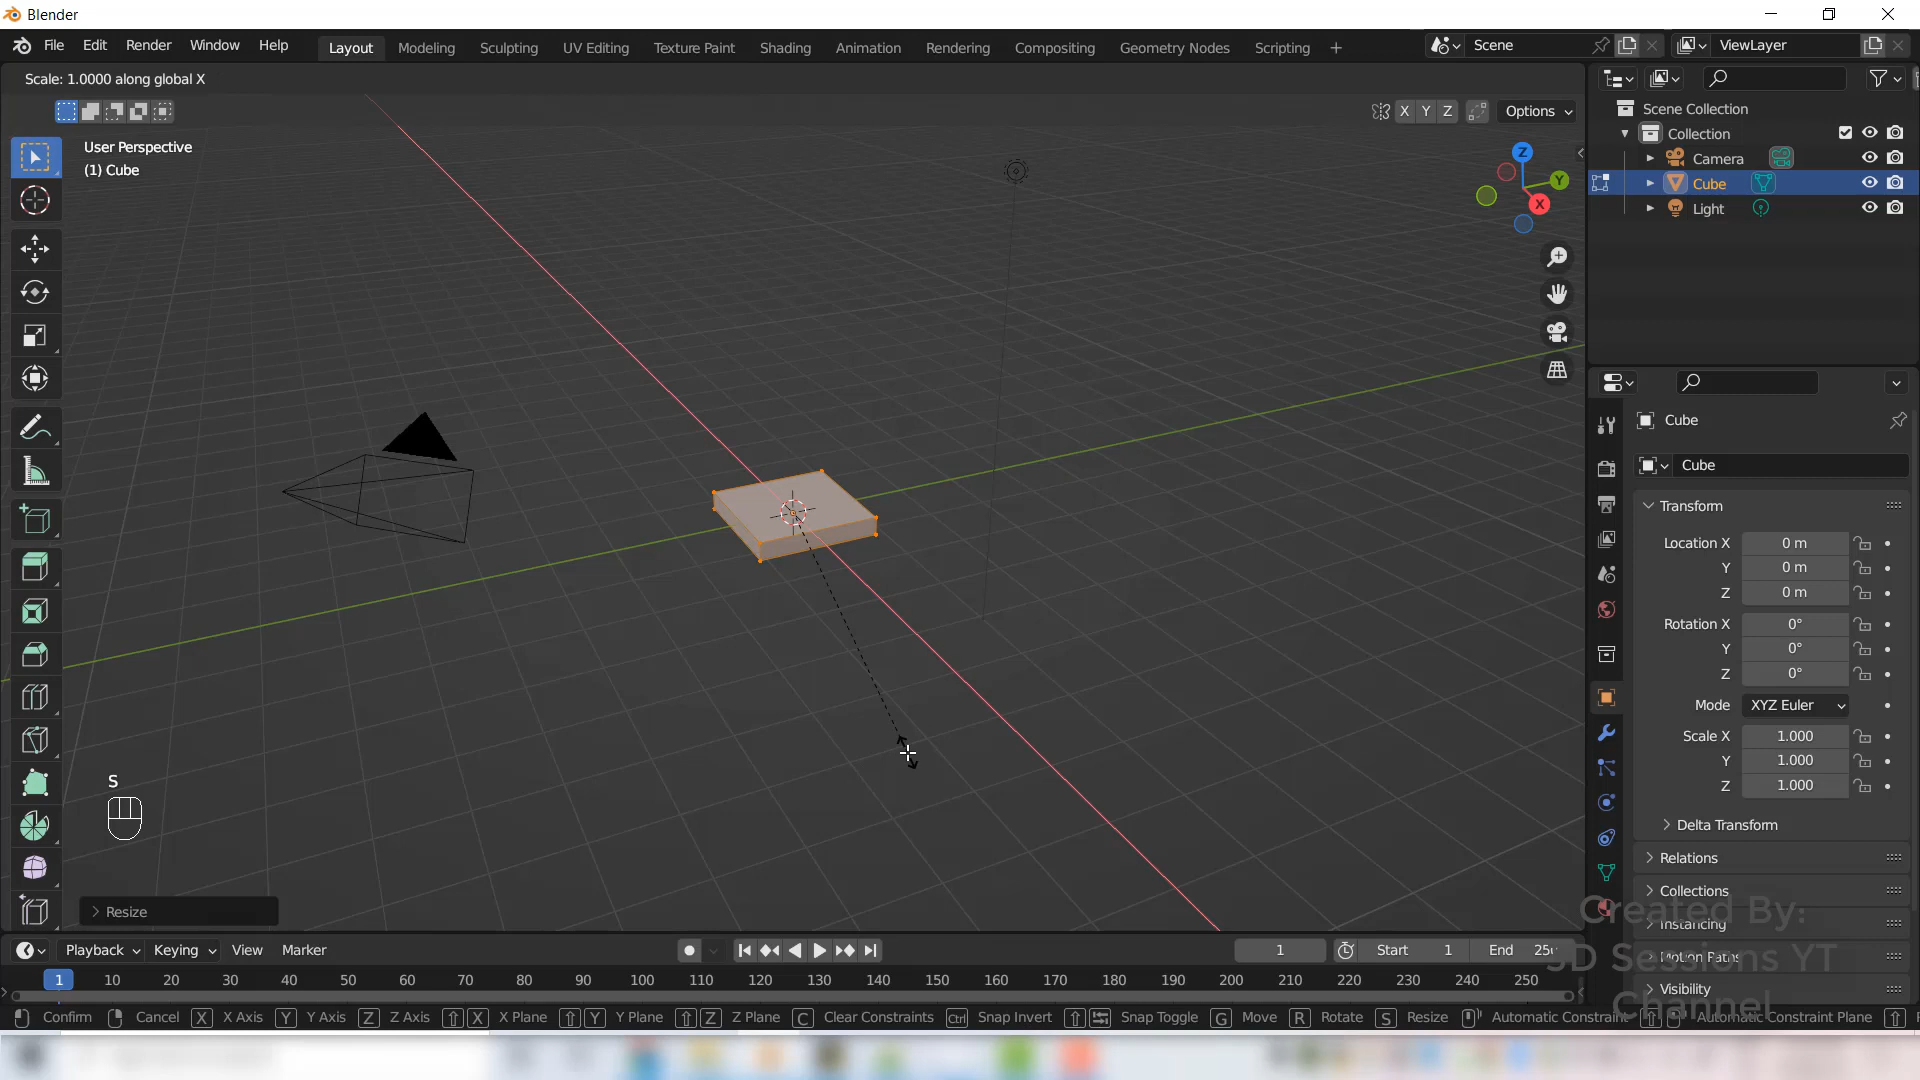 Blender
File Edit Render Window Help Layout Modeling Sculpting UV Editing Texture Paint Shading Animation Rendering Compositing Geometry Nodes Scripting + Scene ViewLayer
Scale: 1.0000 along global X
X Y Z Options
User Perspective
(1) Cube
Z
Y
X
Scene Collection
Collection
Camera
Cube
Light
Cube
Cube
Transform
Location X 0 m
Y 0 m
Z 0 m
Rotation X 0°
Y 0°
Z 0°
Mode XYZ Euler
Scale X 1.000
Y 1.000
Z 1.000
Delta Transform
Relations
Collections
Instancing
Motion Paths
Visibility
S
Resize
Created By:
3D Sessions YT
Channel
Playback Keying View Marker 1 Start 1 End 250
1 10 20 30 40 50 60 70 80 90 100 110 120 130 140 150 160 170 180 190 200 210 220 230 240 250
Confirm Cancel X X Axis Y Y Axis Z Z Axis X X Plane Y Y Plane Z Z Plane C Clear Constraints Ctrl Snap Invert Snap Toggle G Move R Rotate S Resize Automatic Constraint Automatic Constraint Plane